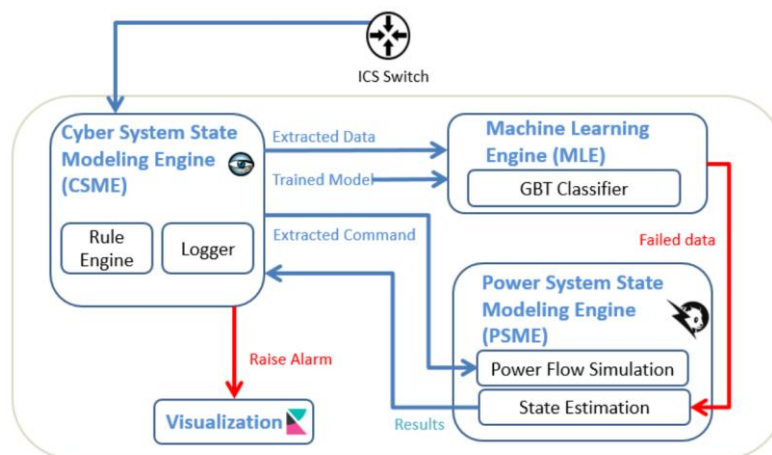 ICS Switch
Cyber System State
Modeling Engine
(CSME)
Rule
Engine
Logger
Extracted Data
Trained Model
Extracted Command
Machine Learning
Engine (MLE)
GBT Classifier
Failed data
Power System State
Modeling Engine
(PSME)
Power Flow Simulation
State Estimation
Raise Alarm
Results
Visualization